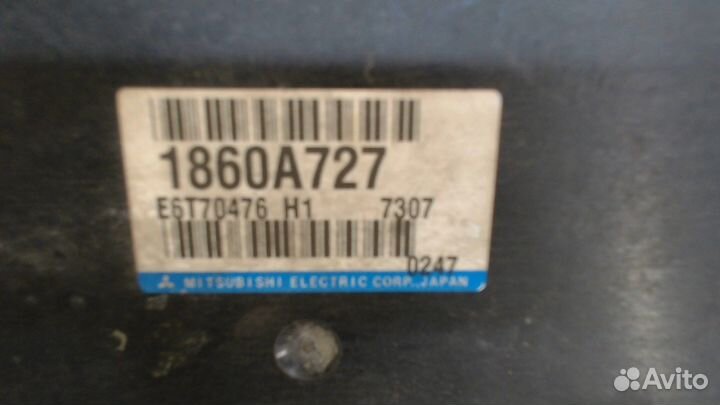 1860A727
E6T70476 H1 7307
0247
MITSUBISHI ELECTRIC CORP., JAPAN
Avito